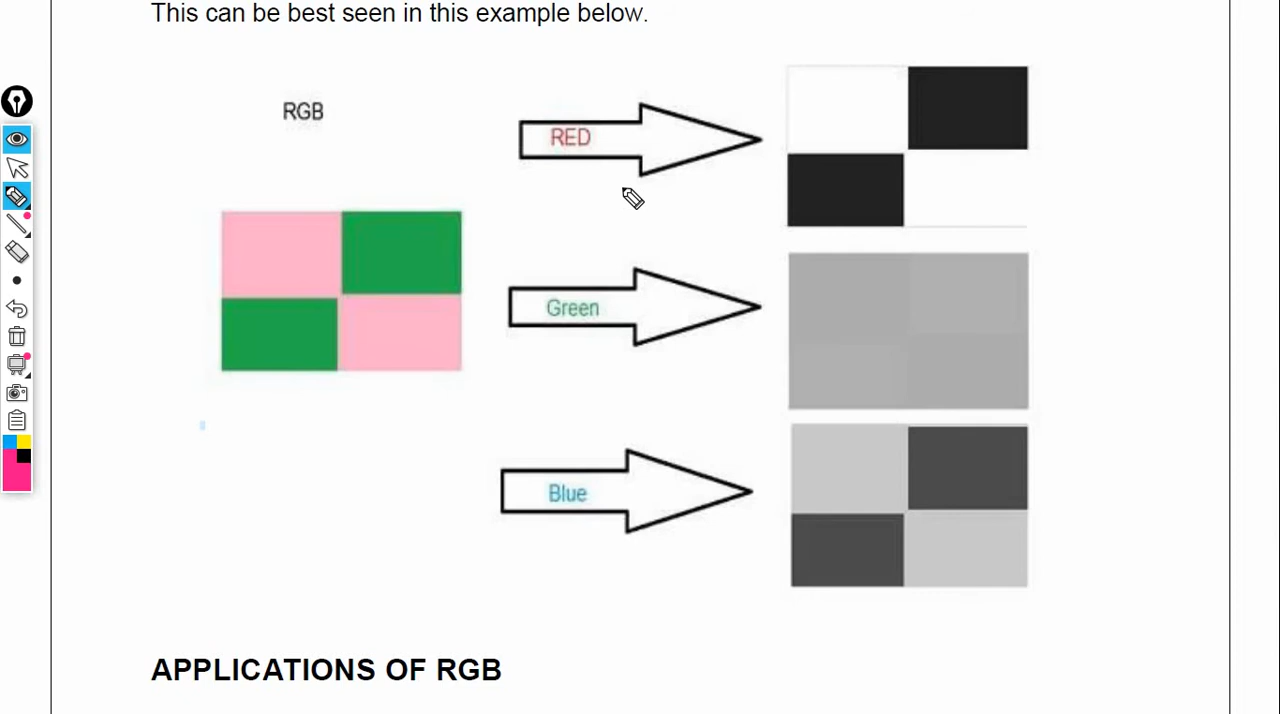 This can be best seen in this example below.
RGB
RED
Green
Blue
APPLICATIONS OF RGB